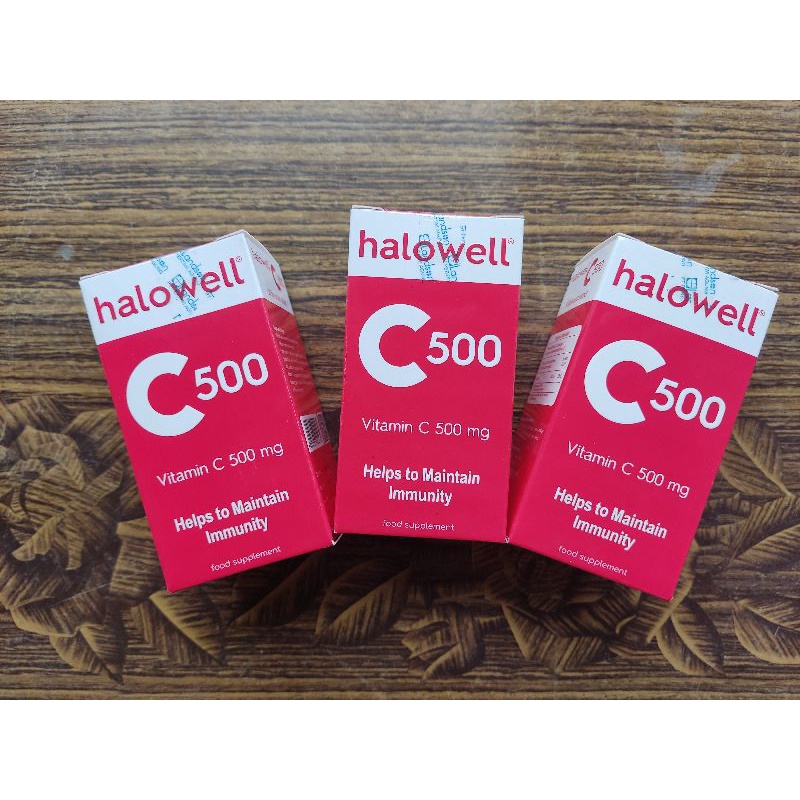 halowell®
C500
Vitamin C 500 mg
Helps to Maintain
Immunity
food supplement
halowell®
C500
Vitamin C 500 mg
Helps to Maintain
Immunity
food supplement
halowell®
C500
Vitamin C 500 mg
Helps to Maintain
Immunity
food supplement